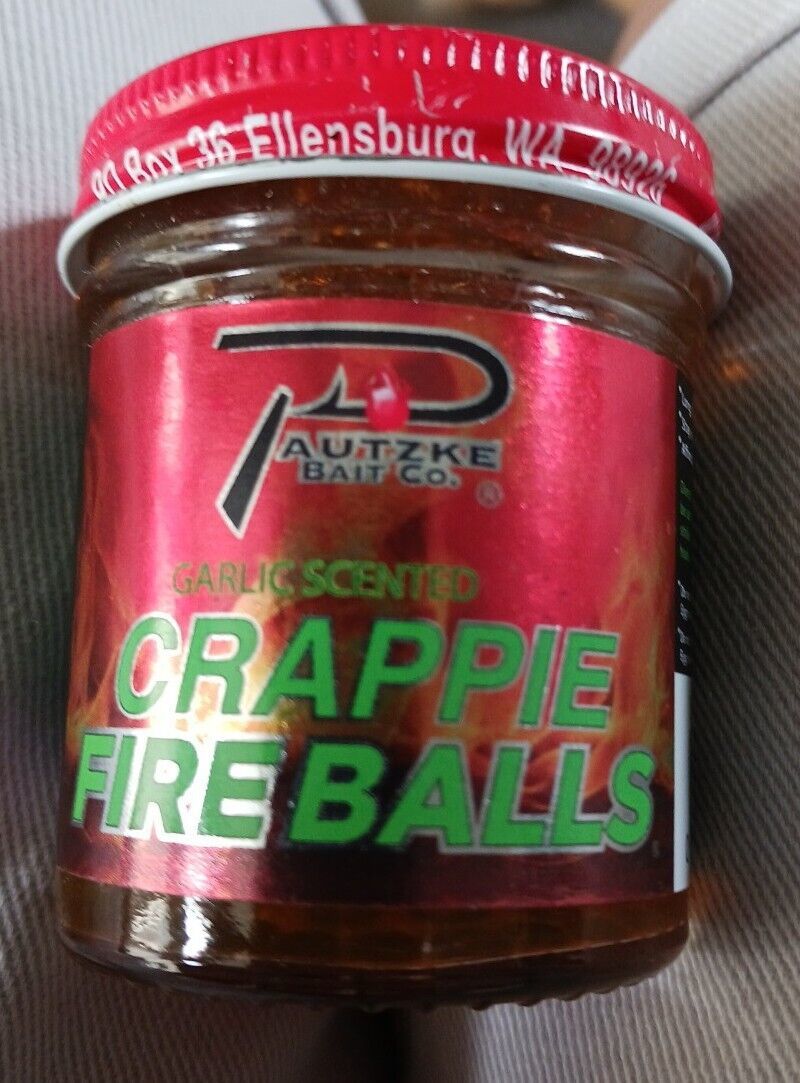 PO Box 36 Ellensburg, WA 98926
PAUTZKE
BAIT CO.
®
GARLIC SCENTED
CRAPPIE
FIRE BALLS